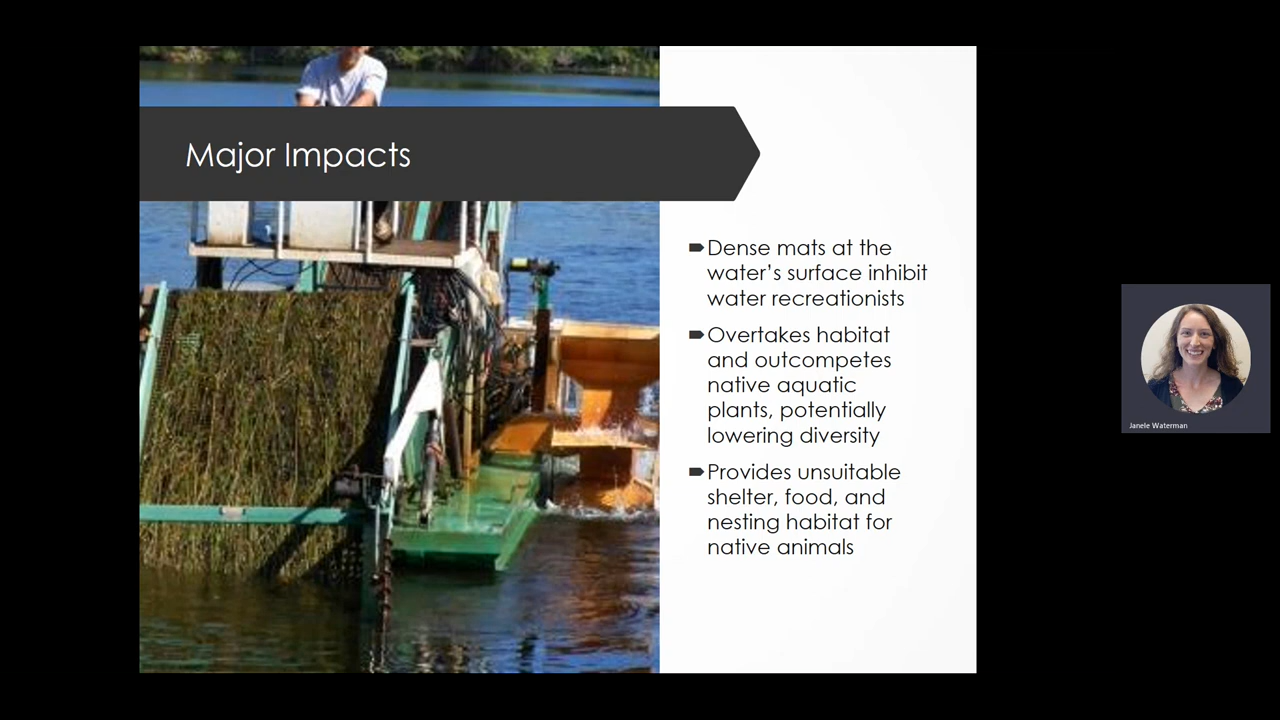 Major Impacts
Dense mats at the
water's surface inhibit
water recreationists
Overtakes habitat
and outcompetes
native aquatic
plants, potentially
lowering diversity
Provides unsuitable
shelter, food, and
nesting habitat for
native animals
Janele Waterman